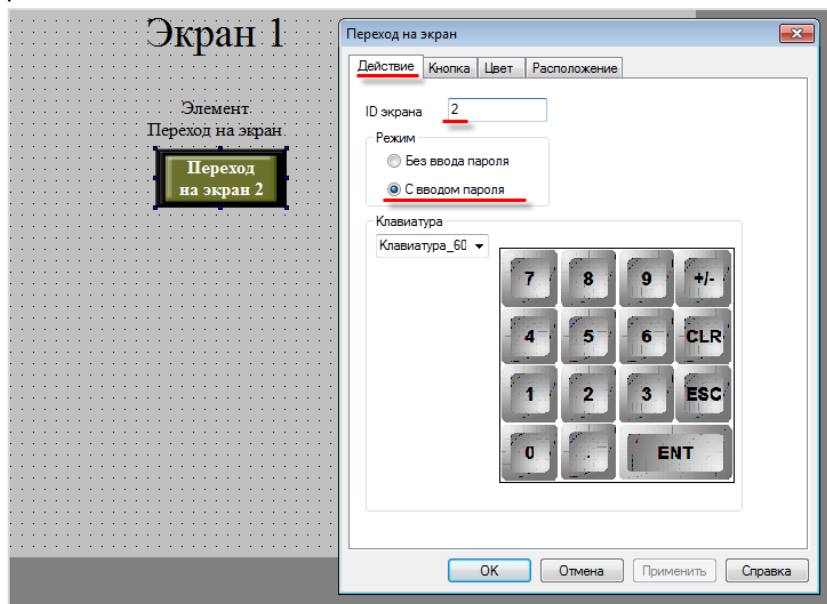 Экран 1
Элемент
Переход на экран
Переход
на экран 2
Переход на экран
Действие Кнопка Цвет Расположение
ID экрана 2
Режим
Без ввода пароля
С вводом пароля
Клавиатура
Клавиатура_60
7 8 9 +/-
4 5 6 CLR
1 2 3 ESC
0 . ENT
OK Отмена Применить Справка